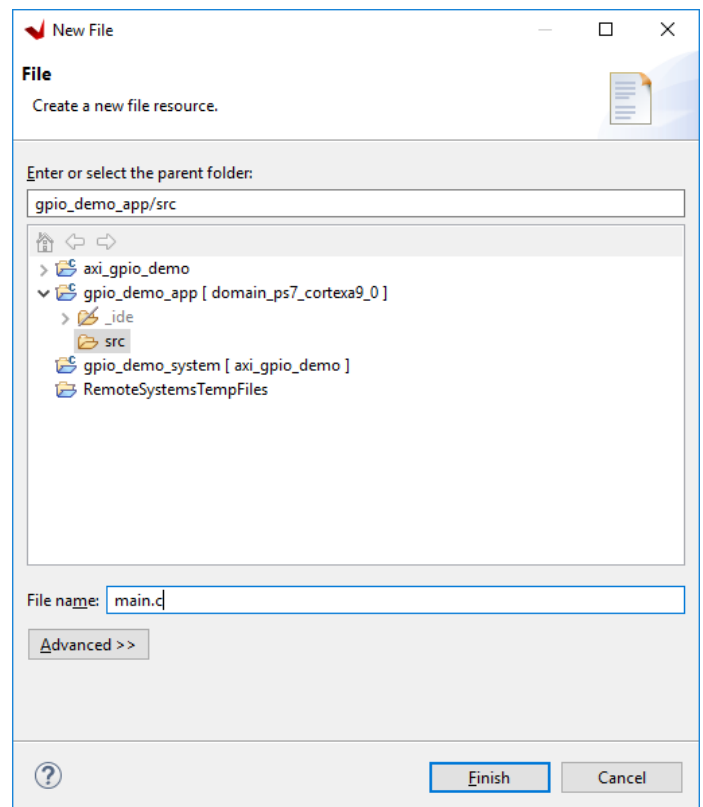 New File
File
Create a new file resource.
Enter or select the parent folder:
gpio_demo_app/src
axi_gpio_demo
gpio_demo_app [ domain_ps7_cortexa9_0 ]
_ide
src
gpio_demo_system [ axi_gpio_demo ]
RemoteSystemsTempFiles
File name: main.c
Advanced >>
? Finish Cancel